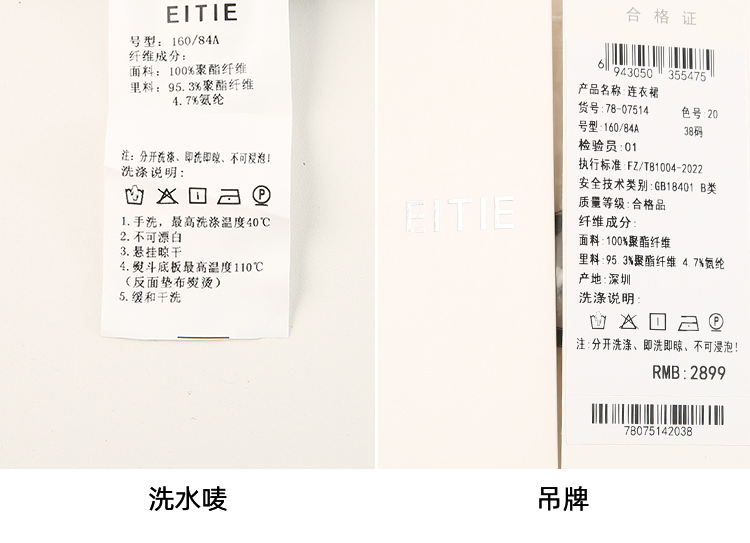 EITIE
号型: 160/84A
纤维成分:
面料: 100%聚酯纤维
里料: 95.3%聚酯纤维
4.7%氨纶
注: 分开洗涤、即洗即晾、不可浸泡!
洗涤说明:
1.手洗，最高洗涤温度40℃
2.不可漂白
3.悬挂晾干
4.熨斗底板最高温度110℃
（反面垫布熨烫）
5.缓和干洗
洗水唛
EITIE
合格证
6 943050 355475
产品名称:连衣裙
货号:78-07514 色号:20
号型:160/84A 38码
检验员:01
执行标准:FZ/T81004-2022
安全技术类别:GB18401 B类
质量等级:合格品
纤维成分:
面料:100%聚酯纤维
里料:95.3%聚酯纤维 4.7%氨纶
产地:深圳
洗涤说明:
P
注:分开洗涤、即洗即晾、不可浸泡!
RMB:2899
78075142038
吊牌